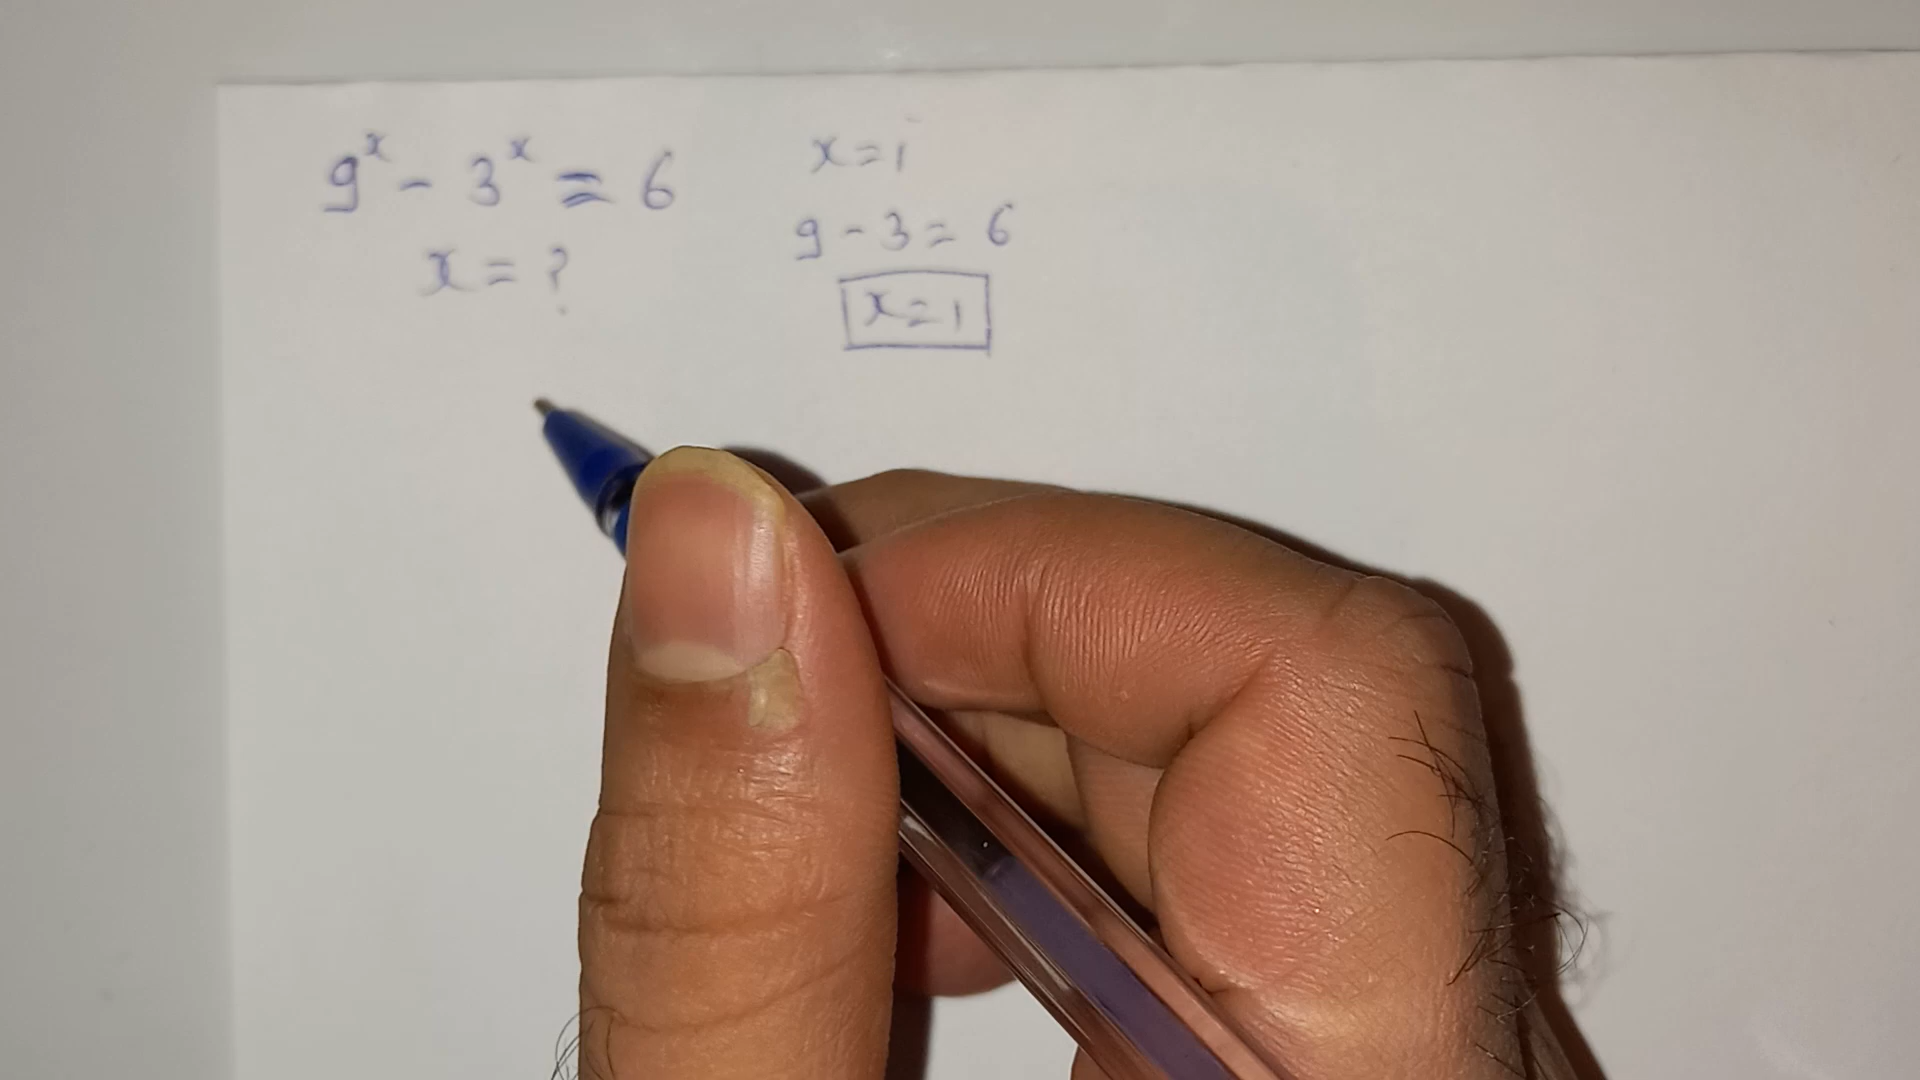 9^x - 3^x = 6
x = ?
x = 1
9 - 3 = 6
x = 1